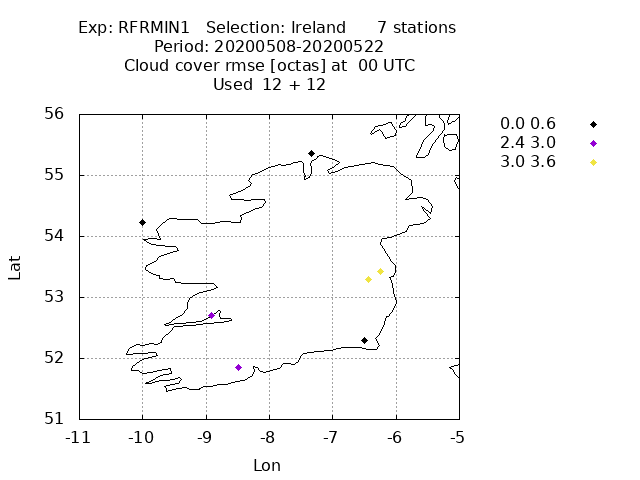 Exp: RFRMIN1   Selection: Ireland      7 stations
Period: 20200508-20200522
Cloud cover rmse [octas] at  00 UTC
Used  12 + 12
0.0 0.6
2.4 3.0
3.0 3.6
Lat
56
55
54
53
52
51
-11 -10 -9 -8 -7 -6 -5
Lon